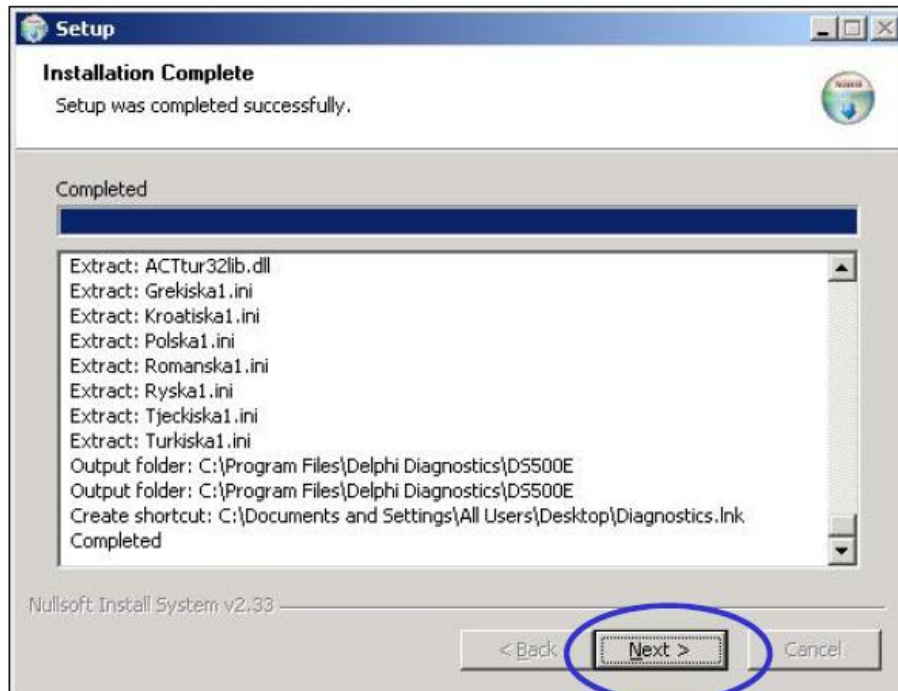 Setup
Installation Complete
Setup was completed successfully.
Completed
Extract: ACTtur32lib.dll
Extract: Grekiska1.ini
Extract: Kroatiska1.ini
Extract: Polska1.ini
Extract: Romanska1.ini
Extract: Ryska1.ini
Extract: Tjeckiska1.ini
Extract: Turkiska1.ini
Output folder: C:\Program Files\Delphi Diagnostics\DS500E
Output folder: C:\Program Files\Delphi Diagnostics\DS500E
Create shortcut: C:\Documents and Settings\All Users\Desktop\Diagnostics.lnk
Completed
Nullsoft Install System v2.33
< Back Next > Cancel